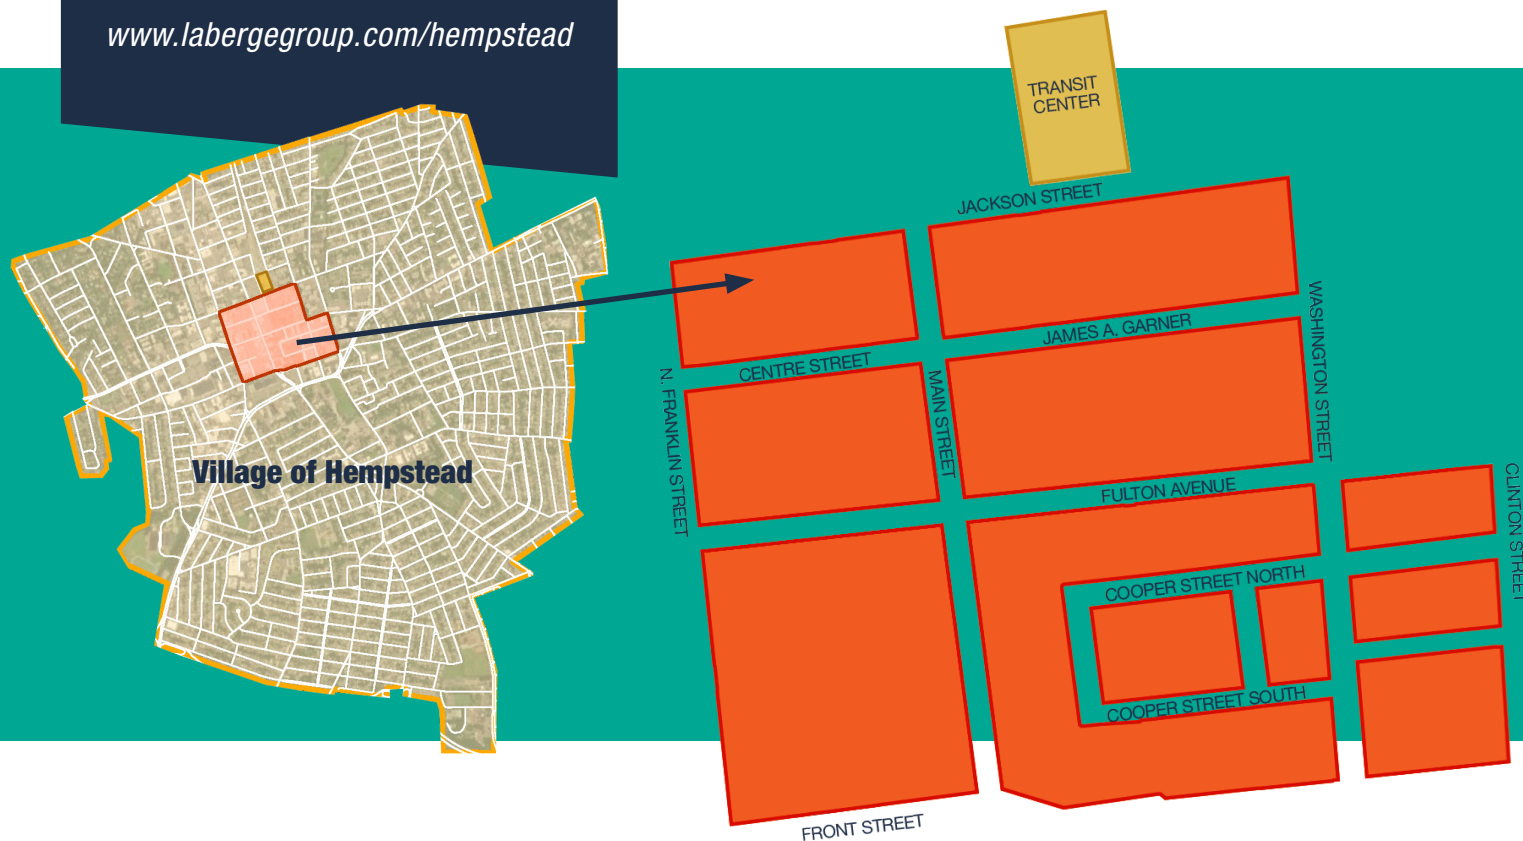 www.labergegroup.com/hempstead
TRANSIT
CENTER
JACKSON STREET
JAMES A. GARNER
CENTRE STREET
N. FRANKLIN STREET
MAIN STREET
WASHINGTON STREET
Village of Hempstead
FULTON AVENUE
CLINTON STREET
COOPER STREET NORTH
COOPER STREET SOUTH
FRONT STREET